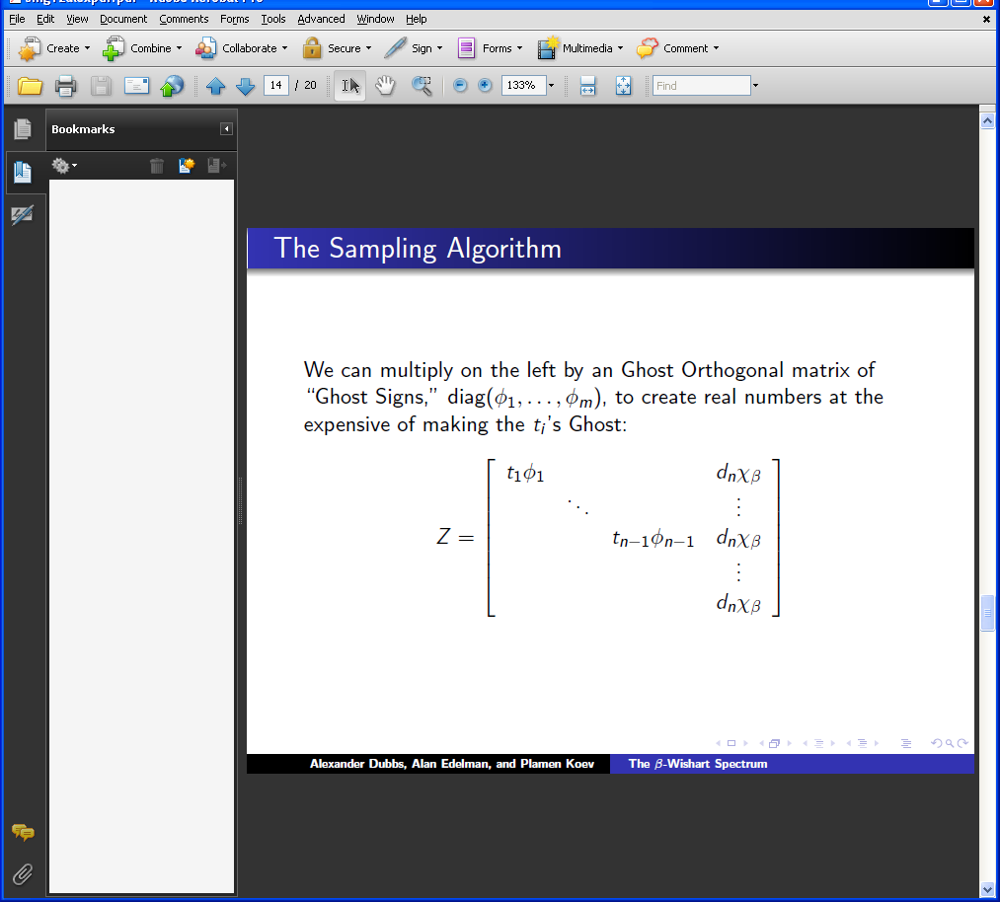 File Edit View Document Comments Forms Tools Advanced Window Help
Create Combine Collaborate Secure Sign Forms Multimedia Comment
14 / 20 133% Find
Bookmarks
The Sampling Algorithm
We can multiply on the left by an Ghost Orthogonal matrix of
“Ghost Signs,” diag(ϕ₁, . . . , ϕₘ), to create real numbers at the
expensive of making the tᵢ’s Ghost:
t₁ϕ₁ dₙχᵦ
⋱ ⋮
Z = tₙ₋₁ϕₙ₋₁ dₙχᵦ
⋮
dₙχᵦ
Alexander Dubbs, Alan Edelman, and Plamen Koev The β-Wishart Spectrum